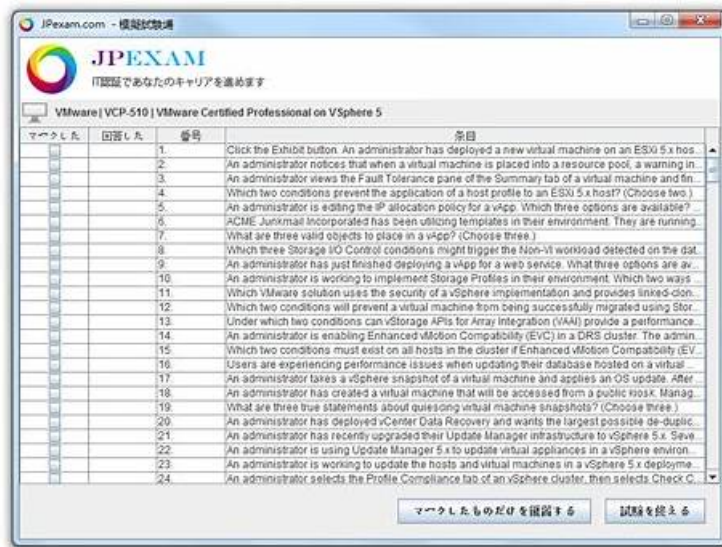 JPexam.com - 模擬試験場
JPEXAM
IT認証であなたのキャリアを進めます
VMware | VCP-510 | VMware Certified Professional on VSphere 5
マークした 回答した 番号 条目
1. Click the Exhibit button. An administrator has deployed a new virtual machine on an ESXi 5.x hos...
2. An administrator notices that when a virtual machine is placed into a resource pool, a warning in...
3. An administrator views the Fault Tolerance pane of the Summary tab of a virtual machine and fin...
4. Which two conditions prevent the application of a host profile to an ESXi 5.x host? (Choose two.)
5. An administrator is editing the IP allocation policy for a vApp. Which three options are available? ...
6. ACME Junkmail Incorporated has been utilizing templates in their environment. They are running...
7. What are three valid objects to place in a vApp? (Choose three.)
8. Which three Storage I/O Control conditions might trigger the Non-VI workload detected on the dat...
9. An administrator has just finished deploying a vApp for a web service. What three options are av...
10. An administrator is working to implement Storage Profiles in their environment. Which two ways ...
11. Which VMware solution uses the security of a vSphere implementation and provides linked-clon...
12. Which two conditions will prevent a virtual machine from being successfully migrated using Stor...
13. Under which two conditions can vStorage APIs for Array Integration (VAAI) provide a performance...
14. An administrator is enabling Enhanced vMotion Compatibility (EVC) in a DRS cluster. The admin...
15. Which two conditions must exist on all hosts in the cluster if Enhanced vMotion Compatibility (EV...
16. Users are experiencing performance issues when updating their database hosted on a virtual ...
17. An administrator takes a vSphere snapshot of a virtual machine and applies an OS update. After ...
18. An administrator has created a virtual machine that will be accessed from a public kiosk. Manag...
19. What are three true statements about quiescing virtual machine snapshots? (Choose three.)
20. An administrator has deployed vCenter Data Recovery and wants the largest possible de-duplic...
21. An administrator has recently upgraded their Update Manager infrastructure to vSphere 5.x. Seve...
22. An administrator is using Update Manager 5.x to update virtual appliances in a vSphere environ...
23. An administrator is working to update the hosts and virtual machines in a vSphere 5.x deployme...
24. An administrator selects the Profile Compliance tab of an vSphere cluster, then selects Check C...
マークしたものだけを復習する 試験を終える